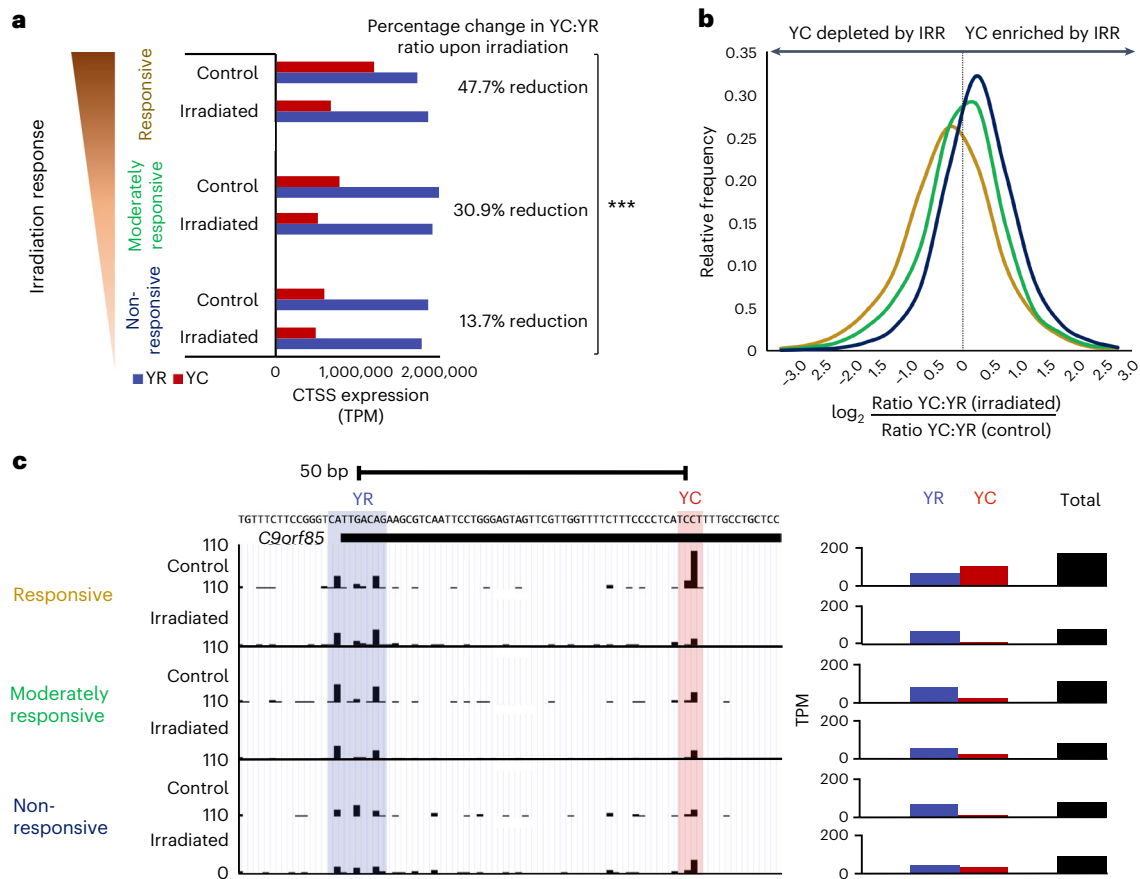 a
Percentage change in YC:YR
ratio upon irradiation
Irradiation response
Responsive
Control
47.7% reduction
Irradiated
Moderately
responsive
Control
30.9% reduction
***
Irradiated
Non-
responsive
Control
13.7% reduction
Irradiated
YR YC
0 1,000,1000 2,000,000
CTSS expression
(TPM)
b
YC depleted by IRR YC enriched by IRR
Relative frequency
0.35
0.30
0.25
0.20
0.15
0.10
0.5
0
−3.0 2.5 −2.0 1.5 −1.0 0.5 0 0.5 1.0 1.5 2.0 2.5 3.0
log2 Ratio YC:YR (irradiated)
Ratio YC:YR (control)
c
50 bp
YR YC
TGTTTCTTCCGGGTCATTGACAGAAGCGTCAATTCCTGGGAGTAGTTCGTTGGTTTTCTTTCCCCTCATCCTTTTGCCTGCTCC
C9orf85
YR YC Total
Responsive
110
Control
110
Irradiated
110
Moderately
responsive
Control
110
Irradiated
110
Non-
responsive
Control
110
Irradiated
0
TPM
200
0
200
0
200
0
200
0
200
0
200
0